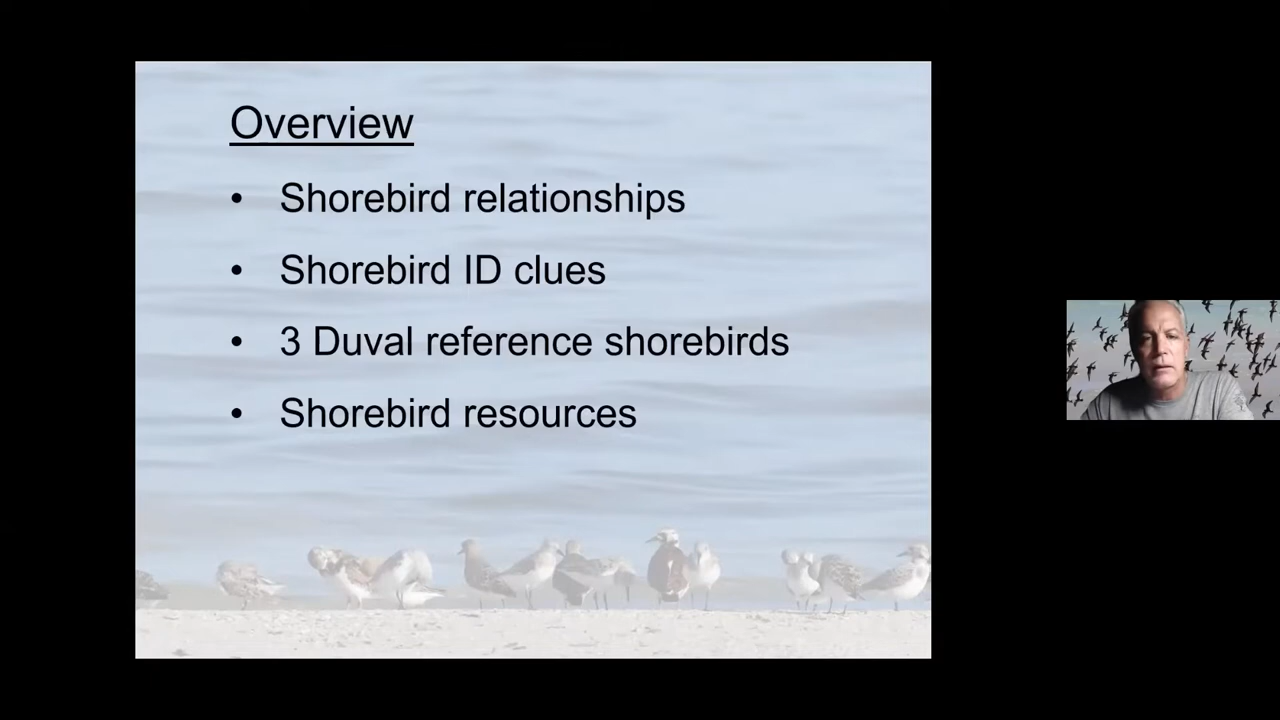 Overview
• Shorebird relationships
• Shorebird ID clues
• 3 Duval reference shorebirds
• Shorebird resources